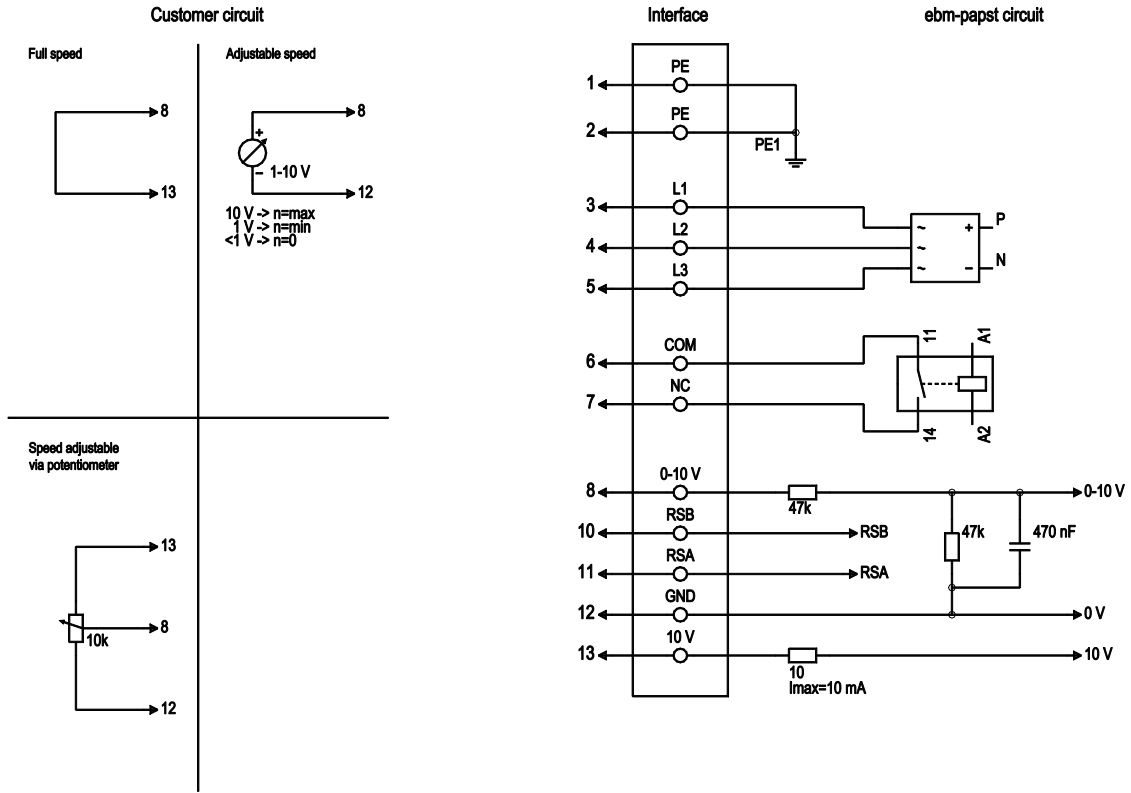 Customer circuit
Interface
ebm-papst circuit
Full speed
8
13
Adjustable speed
8
+
1-10 V
−
12
10 V -> n=max
1 V -> n=min
<1 V -> n=0
Speed adjustable
via potentiometer
13
8
10k
12
1
PE
2
PE
PE1
3
L1
4
L2
5
L3
~
~
~
+
−
P
N
6
COM
7
NC
11
14
A1
A2
8
0-10 V
47k
0-10 V
10
RSB
RSB
47k
470 nF
11
RSA
RSA
12
GND
0 V
13
10 V
10
Imax=10 mA
10 V